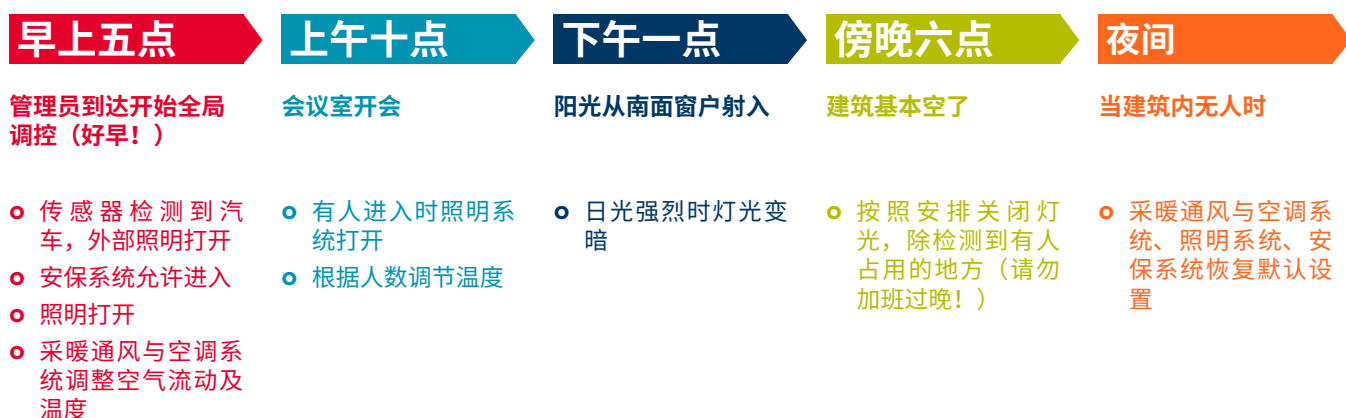 早上五点
管理员到达开始全局
调控（好早！）
o 传感器检测到汽
车，外部照明打开
o 安保系统允许进入
o 照明打开
o 采暖通风与空调系
统调整空气流动及
温度
上午十点
会议室开会
o 有人进入时照明系
统打开
o 根据人数调节温度
下午一点
阳光从南面窗户射入
o 日光强烈时灯光变
暗
傍晚六点
建筑基本空了
o 按照安排关闭灯
光，除检测到有人
占用的地方（请勿
加班过晚！）
夜间
当建筑内无人时
o 采暖通风与空调系
统、照明系统、安
保系统恢复默认设
置